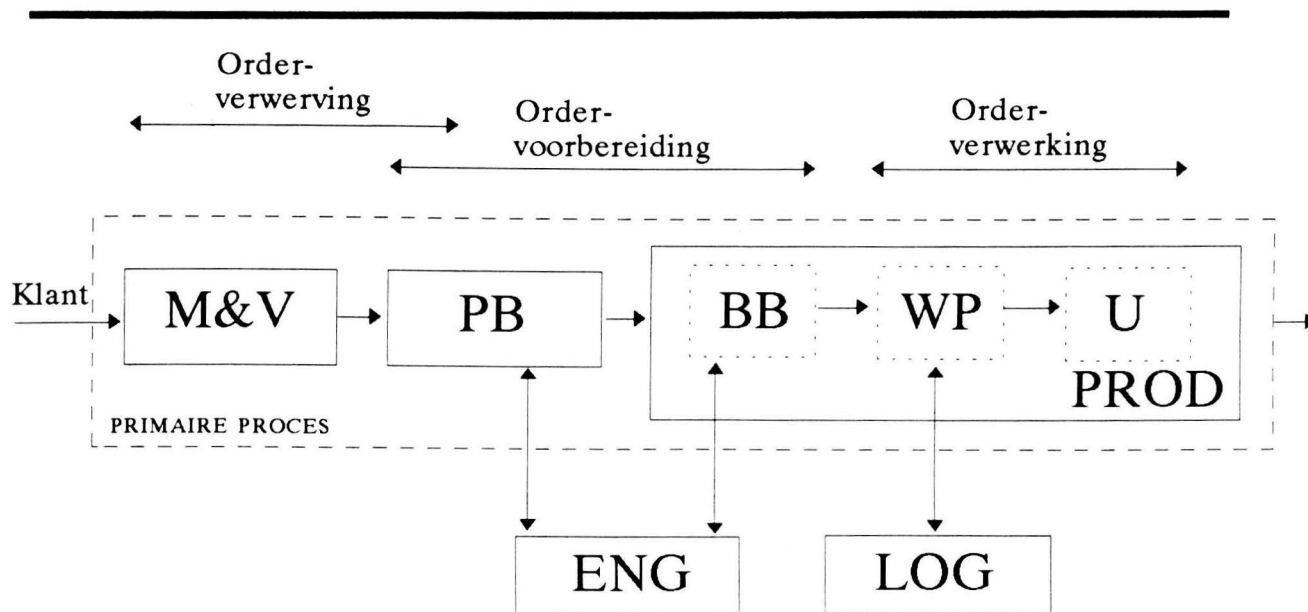 Order-
verwerving
Order-
voorbereiding
Order-
verwerking
Klant
M&V
PB
BB
WP
U
PROD
PRIMAIRE PROCES
ENG
LOG